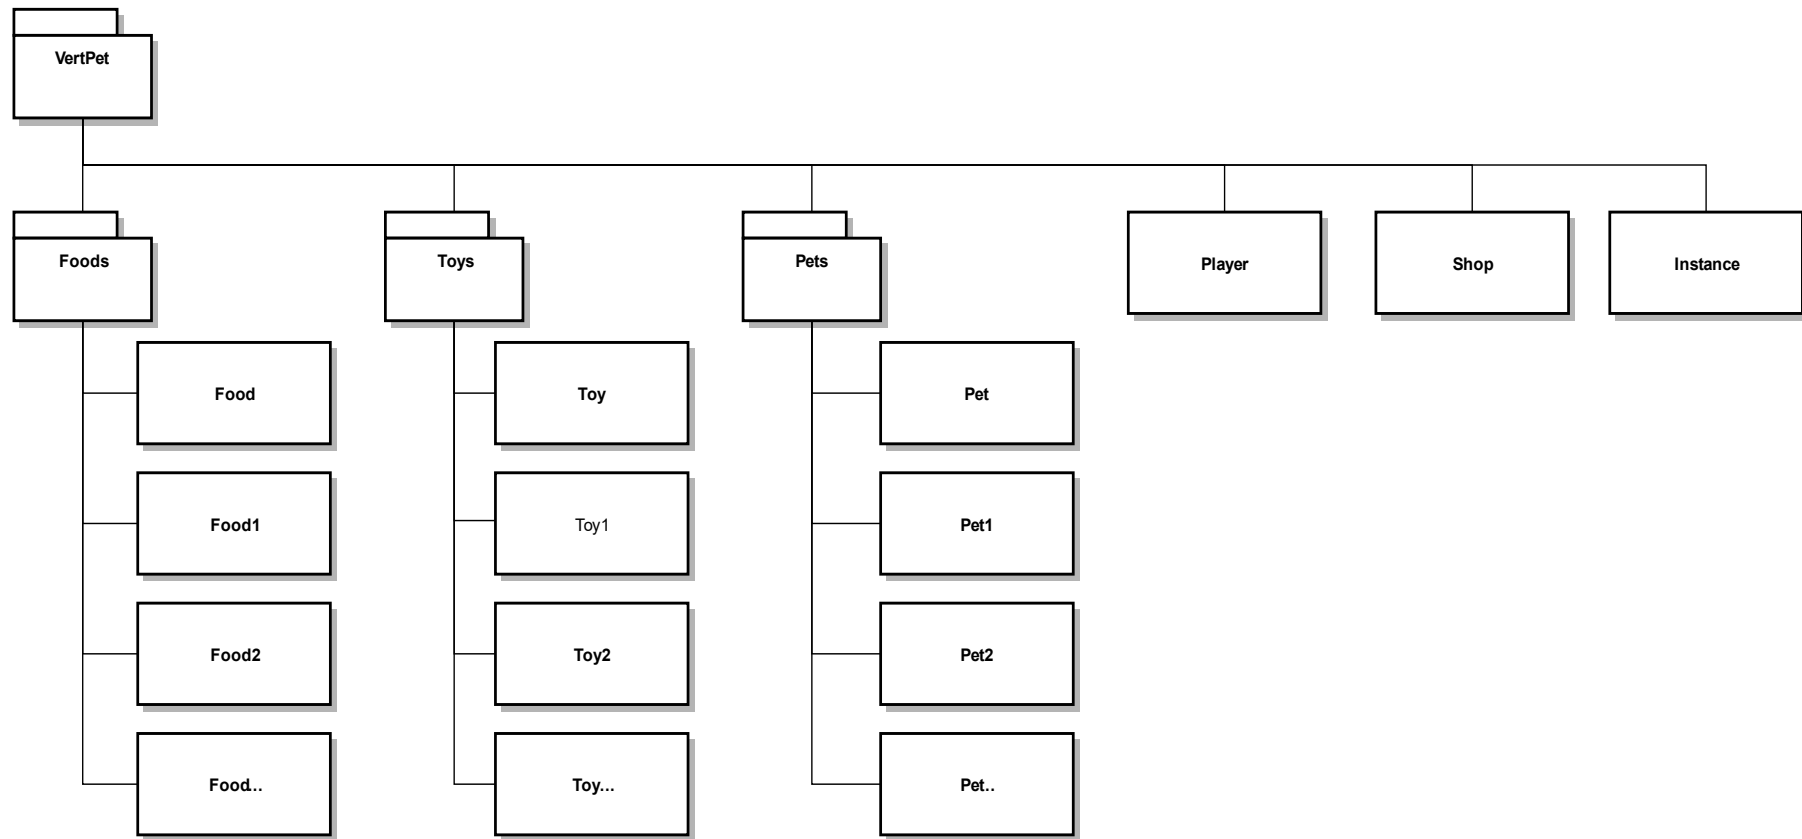 VertPet
Foods
Toys
Pets
Player
Shop
Instance
Food
Toy
Pet
Food1
Toy1
Pet1
Food2
Toy2
Pet2
Food...
Toy...
Pet..